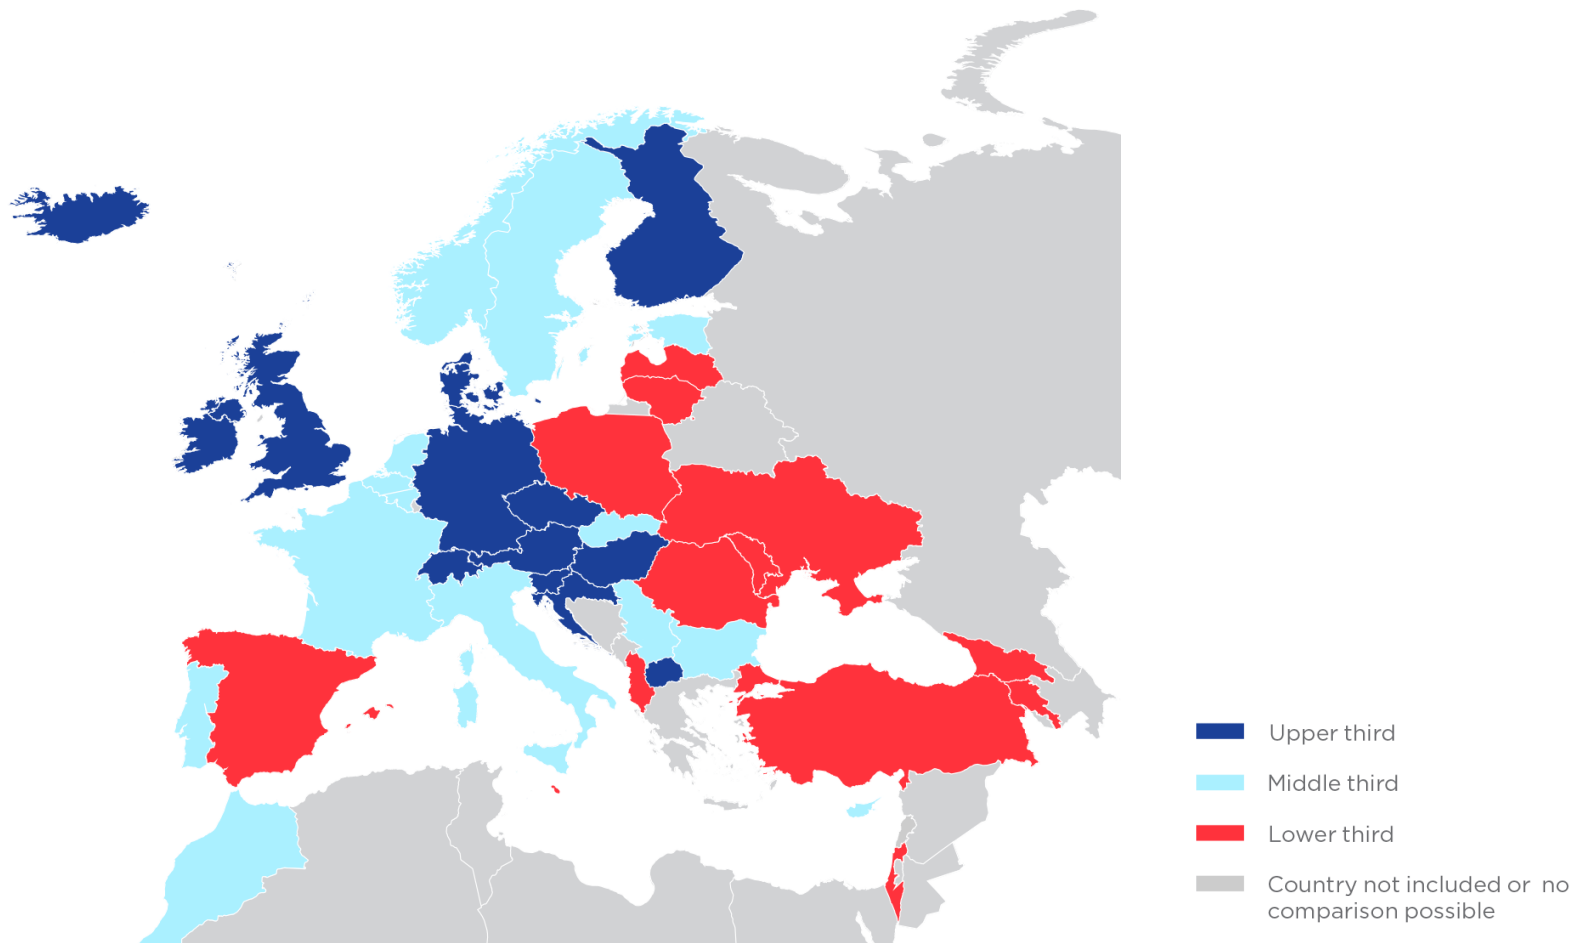 Upper third
Middle third
Lower third
Country not included or no
comparison possible